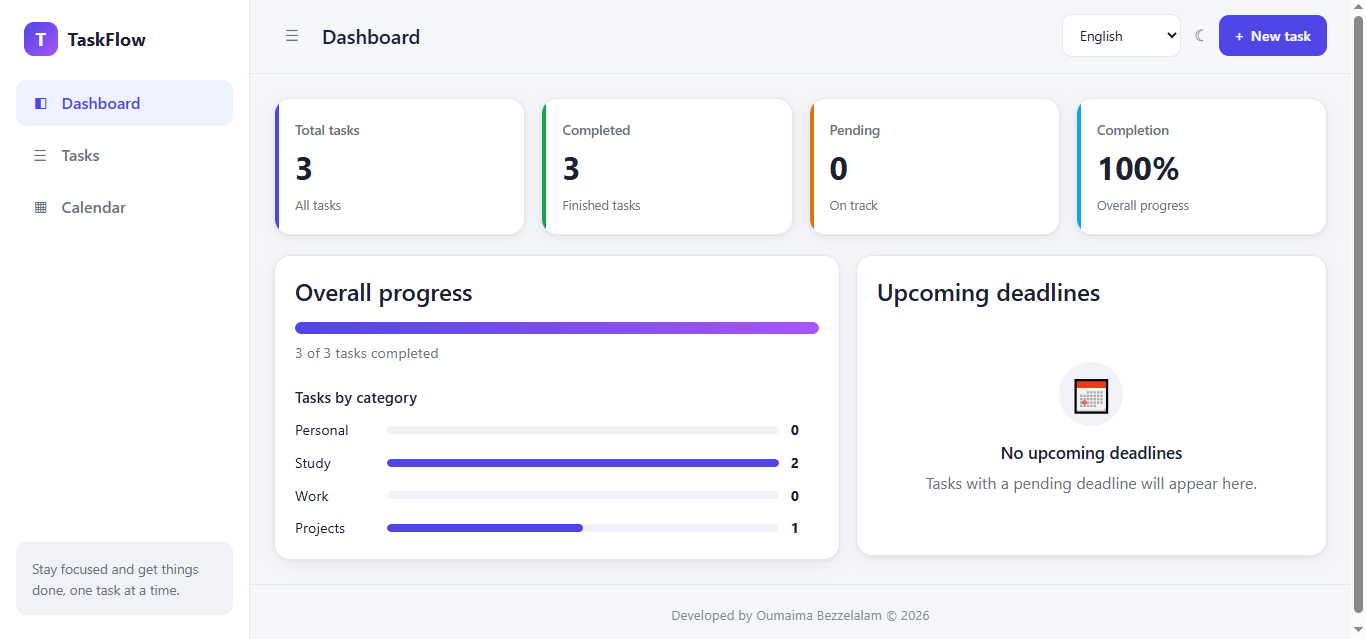 T TaskFlow
Dashboard
Tasks
Calendar
Stay focused and get things
done, one task at a time.
Dashboard
English
+ New task
Total tasks
3
All tasks
Completed
3
Finished tasks
Pending
0
On track
Completion
100%
Overall progress
Overall progress
3 of 3 tasks completed
Tasks by category
Personal 0
Study 2
Work 0
Projects 1
Upcoming deadlines
No upcoming deadlines
Tasks with a pending deadline will appear here.
Developed by Oumaima Bezzelalam © 2026